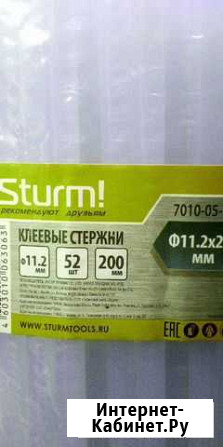 Sturm!
рекомендуют друзьям
7010-05-
КЛЕЕВЫЕ СТЕРЖНИ
Ф11.2x2
ММ
ф11.2
ММ
52
ШТ
200
ММ
WWW.STURMTOOLS.RU
EAC
Интернет-
Кабинет.Ру